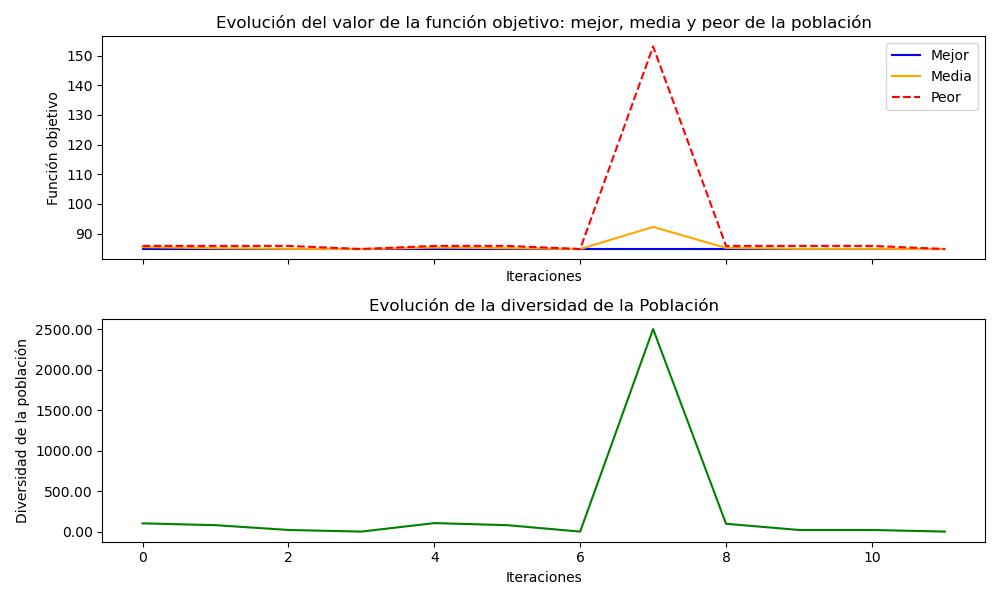 Evolución del valor de la función objetivo: mejor, media y peor de la población
150
140
130
120
110
100
90
Función objetivo
Mejor
Media
Peor
Iteraciones
Evolución de la diversidad de la Población
2500.00
2000.00
1500.00
1000.00
500.00
0.00
Diversidad de la población
0 2 4 6 8 10
Iteraciones